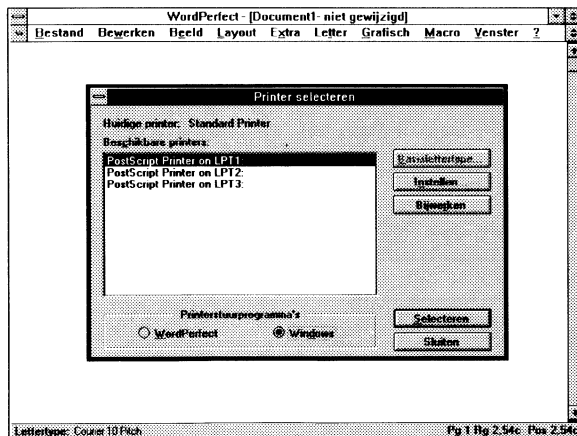 WordPerfect - [Document1- niet gewijzigd]
Bestand Bewerken Beeld Layout Extra Letter Grafisch Macro Venster ?
Printer selecteren
Huidige printer: Standard Printer
Beschikbare printers:
PostScript Printer on LPT1:
PostScript Printer on LPT2:
PostScript Printer on LPT3:
Basislettertype...
Instellen
Bijwerken
Printerstuurprogramma's
WordPerfect Windows
Selecteren
Sluiten
Lettertype: Courier 10 Pitch Pg 1 Rg 2.54c Pos 2.54c